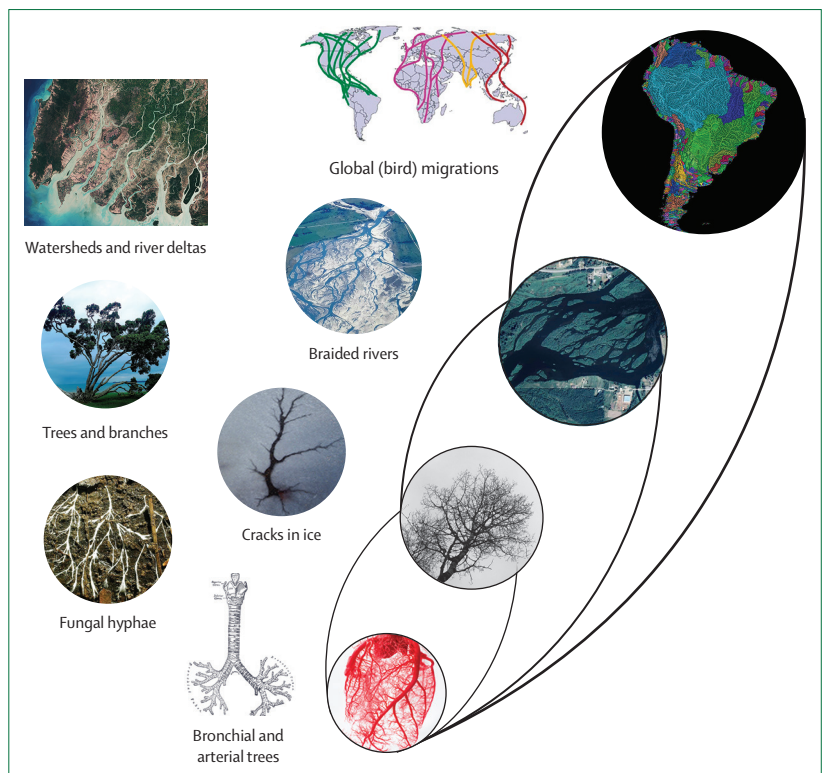 Global (bird) migrations
Watersheds and river deltas
Braided rivers
Trees and branches
Cracks in ice
Fungal hyphae
Bronchial and
arterial trees